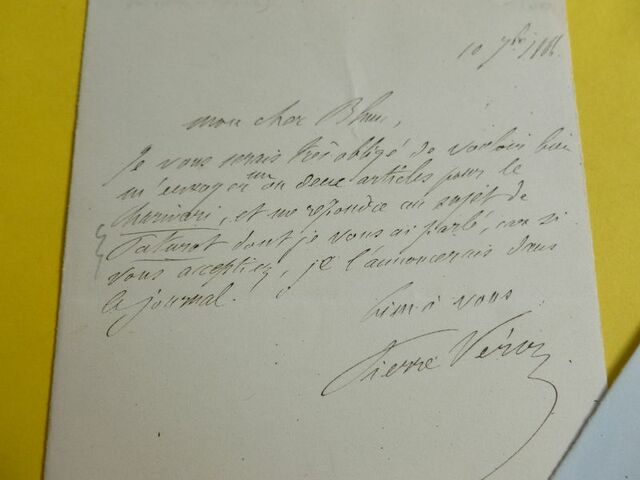 10 7bre 1866
mon cher Blum,
Je vous serais très obligé de vouloir bien
m'envoyer un ou deux articles pour le
Charivari, et me répondre au sujet de
Paturot dont je vous ai parlé, car si
vous acceptiez, je l'annoncerais dans
le journal.
bien à vous
Pierre Véron